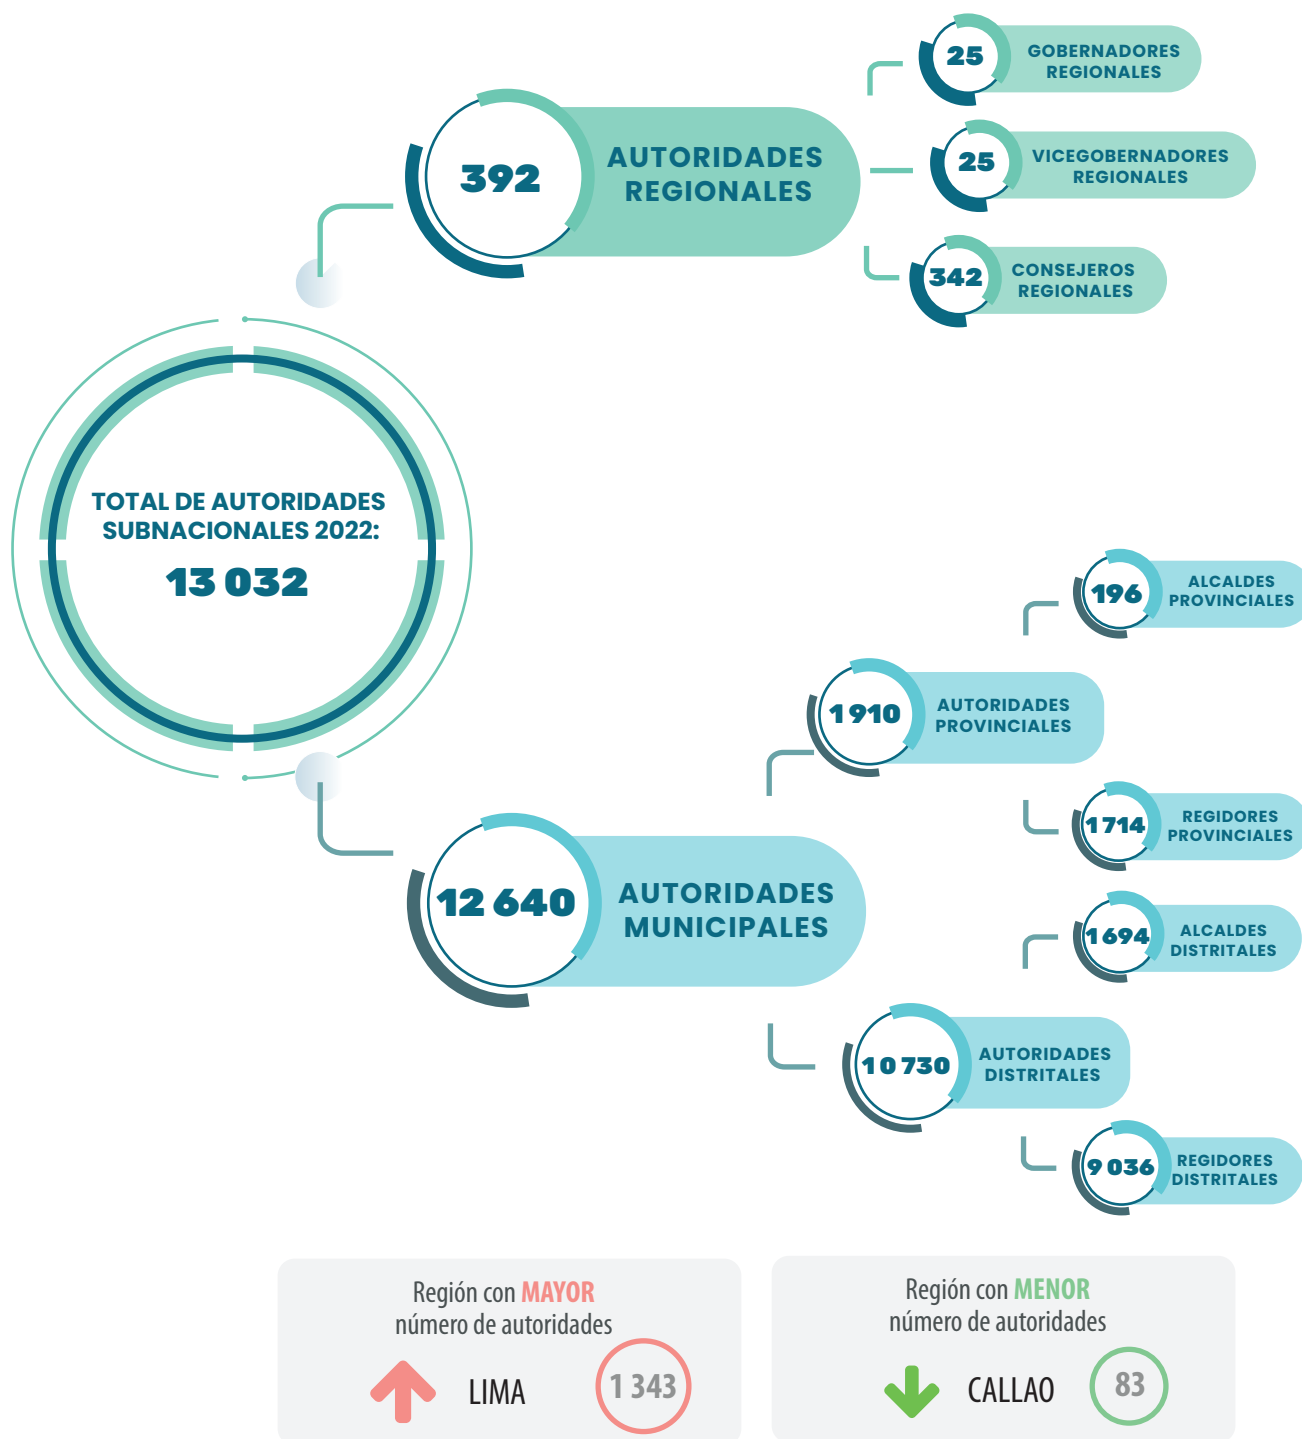 25
GOBERNADORES
REGIONALES
392
AUTORIDADES
REGIONALES
25
VICEGOBERNADORES
REGIONALES
342
CONSEJEROS
REGIONALES
TOTAL DE AUTORIDADES
SUBNACIONALES 2022:
13 032
196
ALCALDES
PROVINCIALES
1 910
AUTORIDADES
PROVINCIALES
1 714
REGIDORES
PROVINCIALES
12 640
AUTORIDADES
MUNICIPALES
1 694
ALCALDES
DISTRITALES
10 730
AUTORIDADES
DISTRITALES
9 036
REGIDORES
DISTRITALES
Región con MAYOR
número de autoridades
LIMA
1 343
Región con MENOR
número de autoridades
CALLAO
83